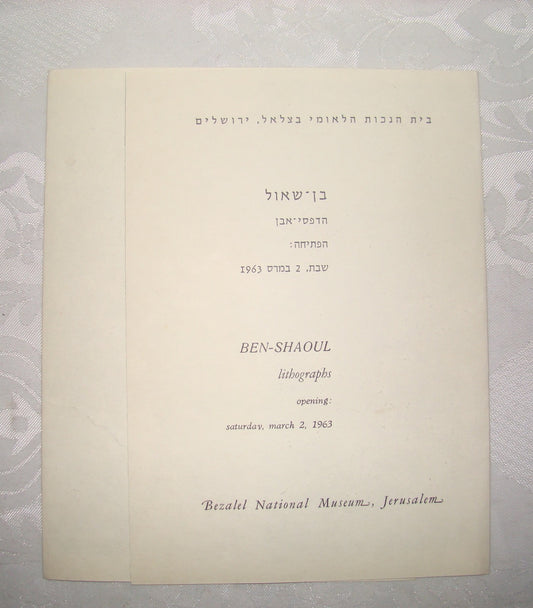 בית הנכות הלאומי בצלאל, ירושלים
בן־שאול
הדפסי־אבן
הפתיחה:
שבת, 2 במרס 1963
BEN-SHAOUL
lithographs
opening:
saturday, march 2, 1963
Bezalel National Museum, Jerusalem